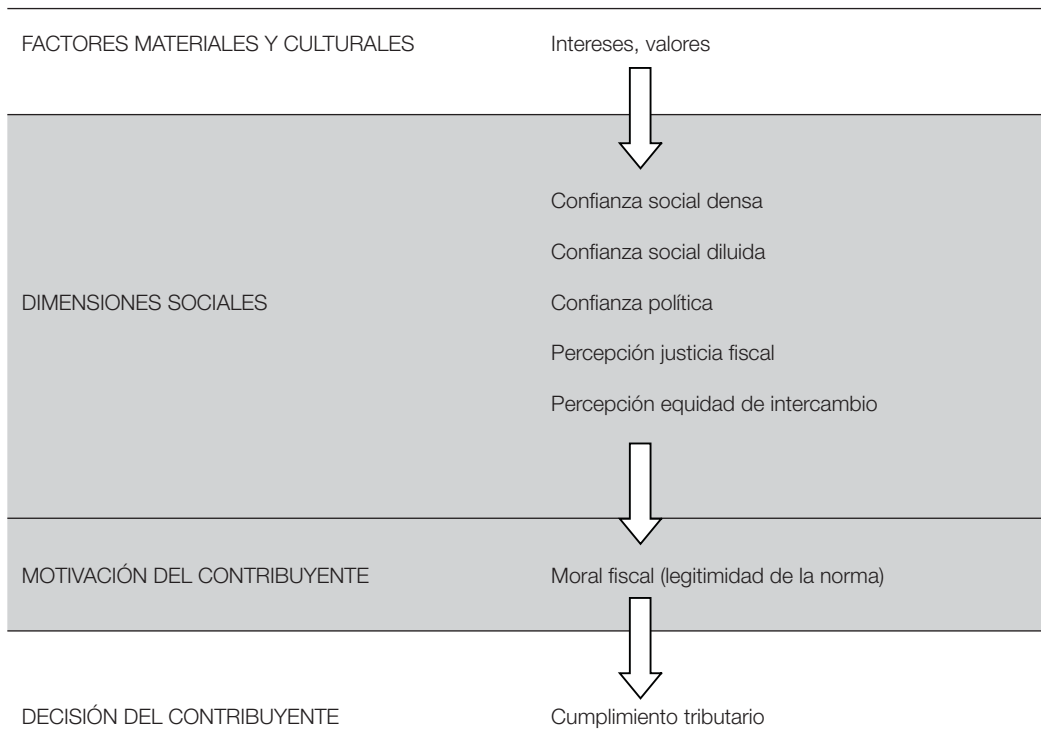 FACTORES MATERIALES Y CULTURALES Intereses, valores
Confianza social densa
Confianza social diluida
DIMENSIONES SOCIALES Confianza política
Percepción justicia fiscal
Percepción equidad de intercambio
MOTIVACIÓN DEL CONTRIBUYENTE Moral fiscal (legitimidad de la norma)
DECISIÓN DEL CONTRIBUYENTE Cumplimiento tributario